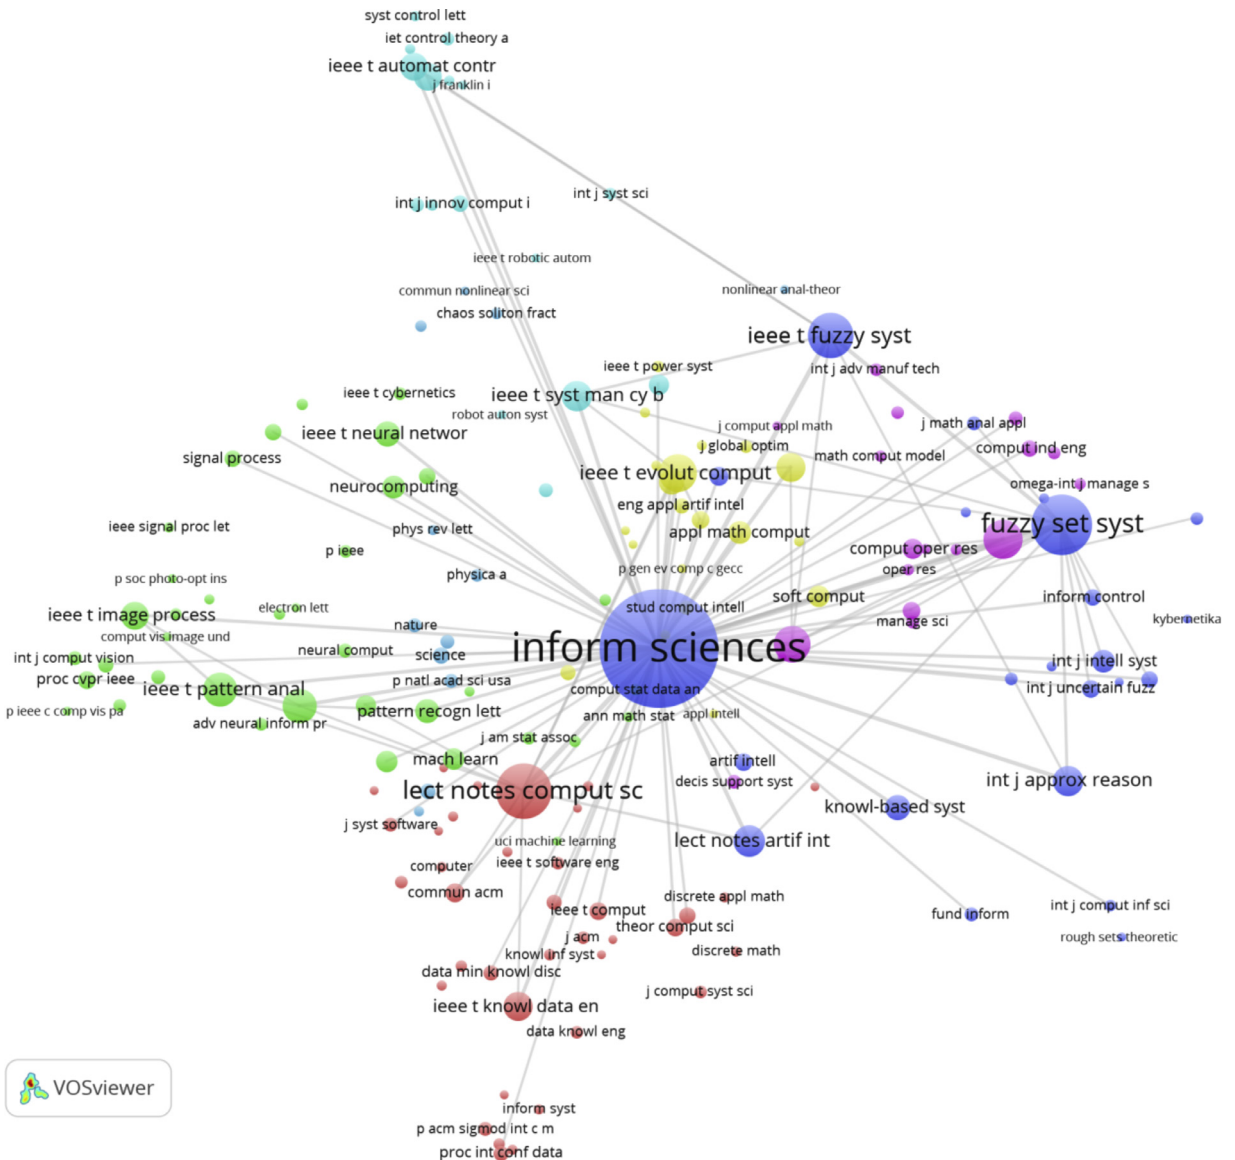 syst control lett
iet control theory a
ieee t automat contr
j franklin i
int j syst sci
int j innov comput i
ieee t robotic autom
commun nonlinear sci
nonlinear anal-theor
chaos soliton fract
ieee t fuzzy syst
ieee t power syst
int j adv manuf tech
ieee t cybernetics
ieee t syst man cy b
robot auton syst
j comput appl math
j math anal appl
ieee t neural networ
j global optim
comput ind eng
signal process
math comput model
ieee t evolut comput
neurocomputing
omega-int j manage s
eng appl artif intel
ieee signal proc let
phys rev lett
appl math comput
fuzzy set syst
p ieee
comput oper res
p gen ev comp c gecc
oper res
physica a
p soc photo-opt ins
soft comput
inform control
electron lett
stud comput intell
ieee t image process
manage sci
kybernetika
nature
comput vis image und
inform sciences
neural comput
science
int j comput vision
int j intell syst
proc cvpr ieee
p natl acad sci usa
ieee t pattern anal
comput stat data an
int j uncertain fuzz
p ieee c comp vis pa
pattern recogn lett
ann math stat
appl intell
adv neural inform pr
j am stat assoc
mach learn
artif intell
decis support syst
int j approx reason
lect notes comput sc
knowl-based syst
j syst software
uci machine learning
lect notes artif int
computer
ieee t software eng
commun acm
discrete appl math
ieee t comput
int j comput inf sci
fund inform
theor comput sci
j acm
rough sets theoretic
knowl inf syst
discrete math
data min knowl disc
j comput syst sci
ieee t knowl data en
data knowl eng
VOSviewer
inform syst
p acm sigmod int c m
proc int conf data